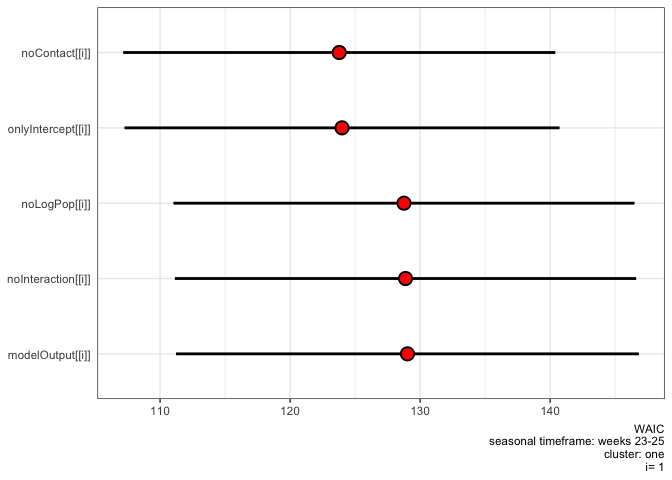 noContact[[i]]
onlyIntercept[[i]]
noLogPop[[i]]
noInteraction[[i]]
modelOutput[[i]]
110 120 130 140
WAIC
seasonal timeframe: weeks 23-25
cluster: one
i= 1